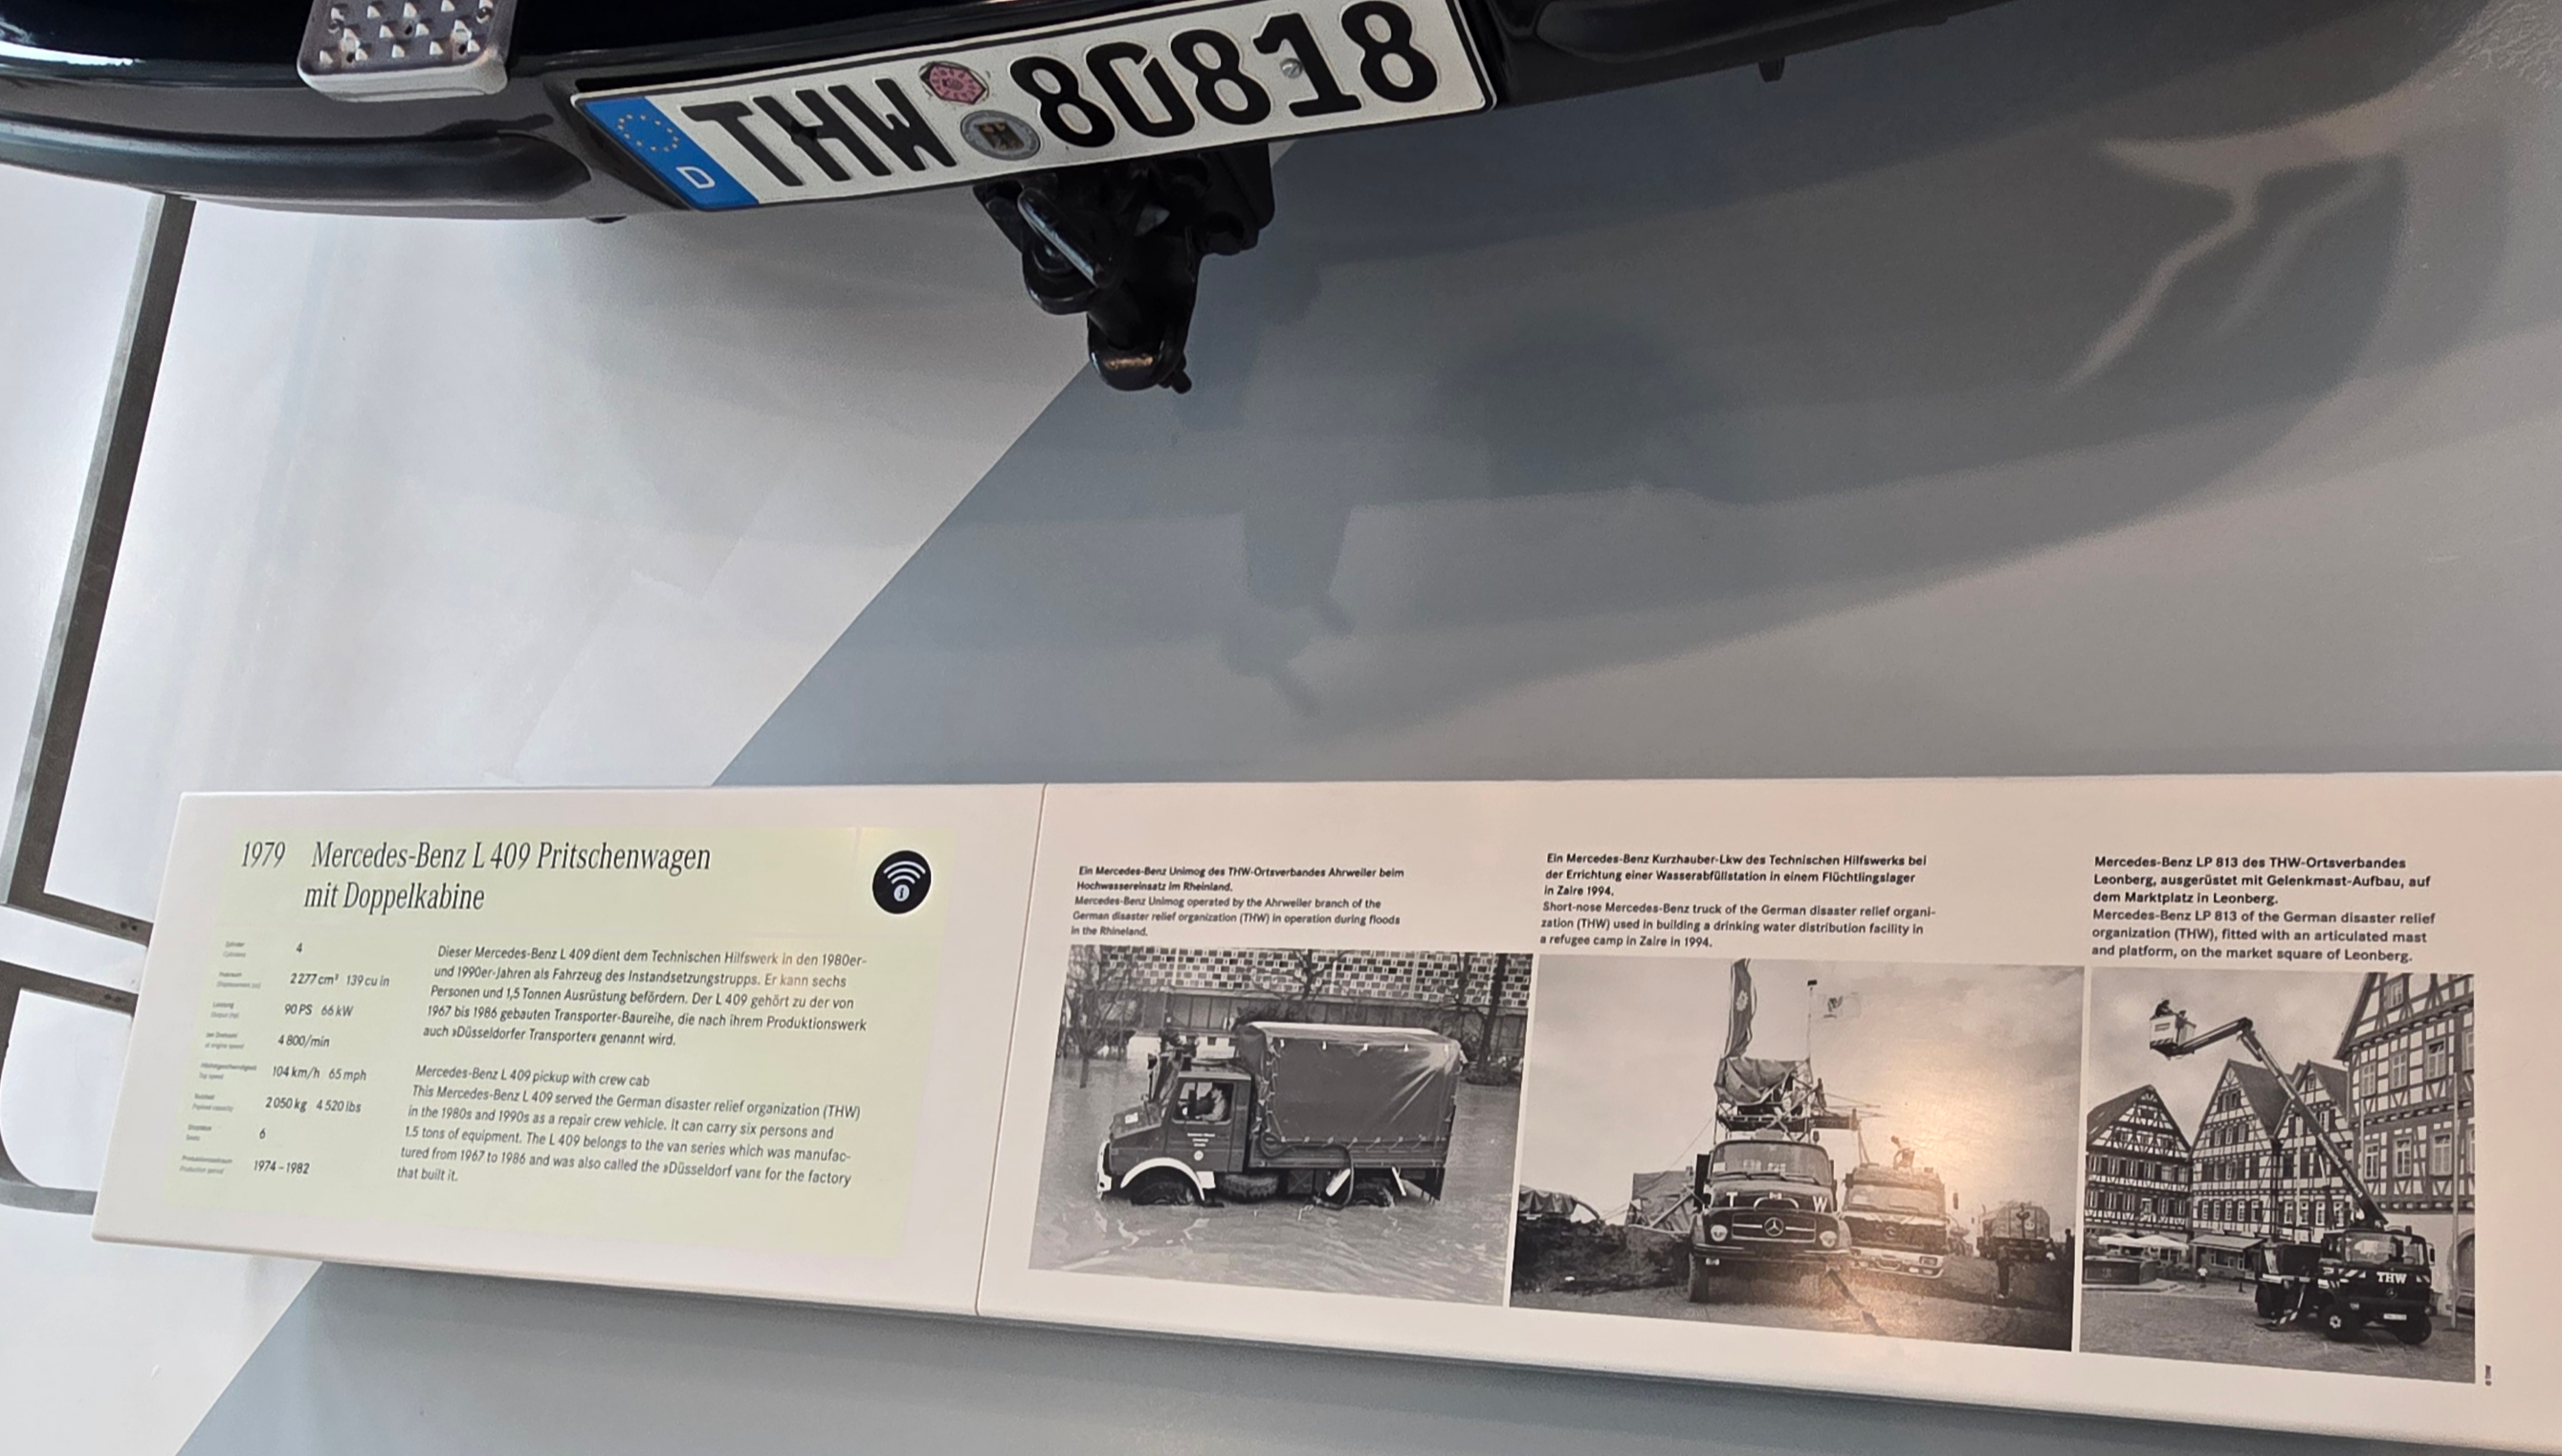 THW 80818
D
1979 Mercedes-Benz L 409 Pritschenwagen
mit Doppelkabine
4
2 277 cm³ 139 cu in
90 PS 66 kW
4 800/min
104 km/h 65 mph
2 050 kg 4 520 lbs
6
1974 – 1982
Dieser Mercedes-Benz L 409 dient dem Technischen Hilfswerk in den 1980er-
und 1990er-Jahren als Fahrzeug des Instandsetzungstrupps. Er kann sechs
Personen und 1,5 Tonnen Ausrüstung befördern. Der L 409 gehört zu der von
1967 bis 1986 gebauten Transporter-Baureihe, die nach ihrem Produktionswerk
auch »Düsseldorfer Transporter« genannt wird.
Mercedes-Benz L 409 pickup with crew cab
This Mercedes-Benz L 409 served the German disaster relief organization (THW)
in the 1980s and 1990s as a repair crew vehicle. It can carry six persons and
1.5 tons of equipment. The L 409 belongs to the van series which was manufac-
tured from 1967 to 1986 and was also called the »Düsseldorf van« for the factory
that built it.
Ein Mercedes-Benz Unimog des THW-Ortsverbandes Ahrweiler beim
Hochwassereinsatz im Rheinland.
Mercedes-Benz Unimog operated by the Ahrweiler branch of the
German disaster relief organization (THW) in operation during floods
in the Rhineland.
Ein Mercedes-Benz Kurzhauber-Lkw des Technischen Hilfswerks bei
der Errichtung einer Wasserabfüllstation in einem Flüchtlingslager
in Zaire 1994.
Short-nose Mercedes-Benz truck of the German disaster relief organi-
zation (THW) used in building a drinking water distribution facility in
a refugee camp in Zaire in 1994.
Mercedes-Benz LP 813 des THW-Ortsverbandes
Leonberg, ausgerüstet mit Gelenkmast-Aufbau, auf
dem Marktplatz in Leonberg.
Mercedes-Benz LP 813 of the German disaster relief
organization (THW), fitted with an articulated mast
and platform, on the market square of Leonberg.
T W
THW